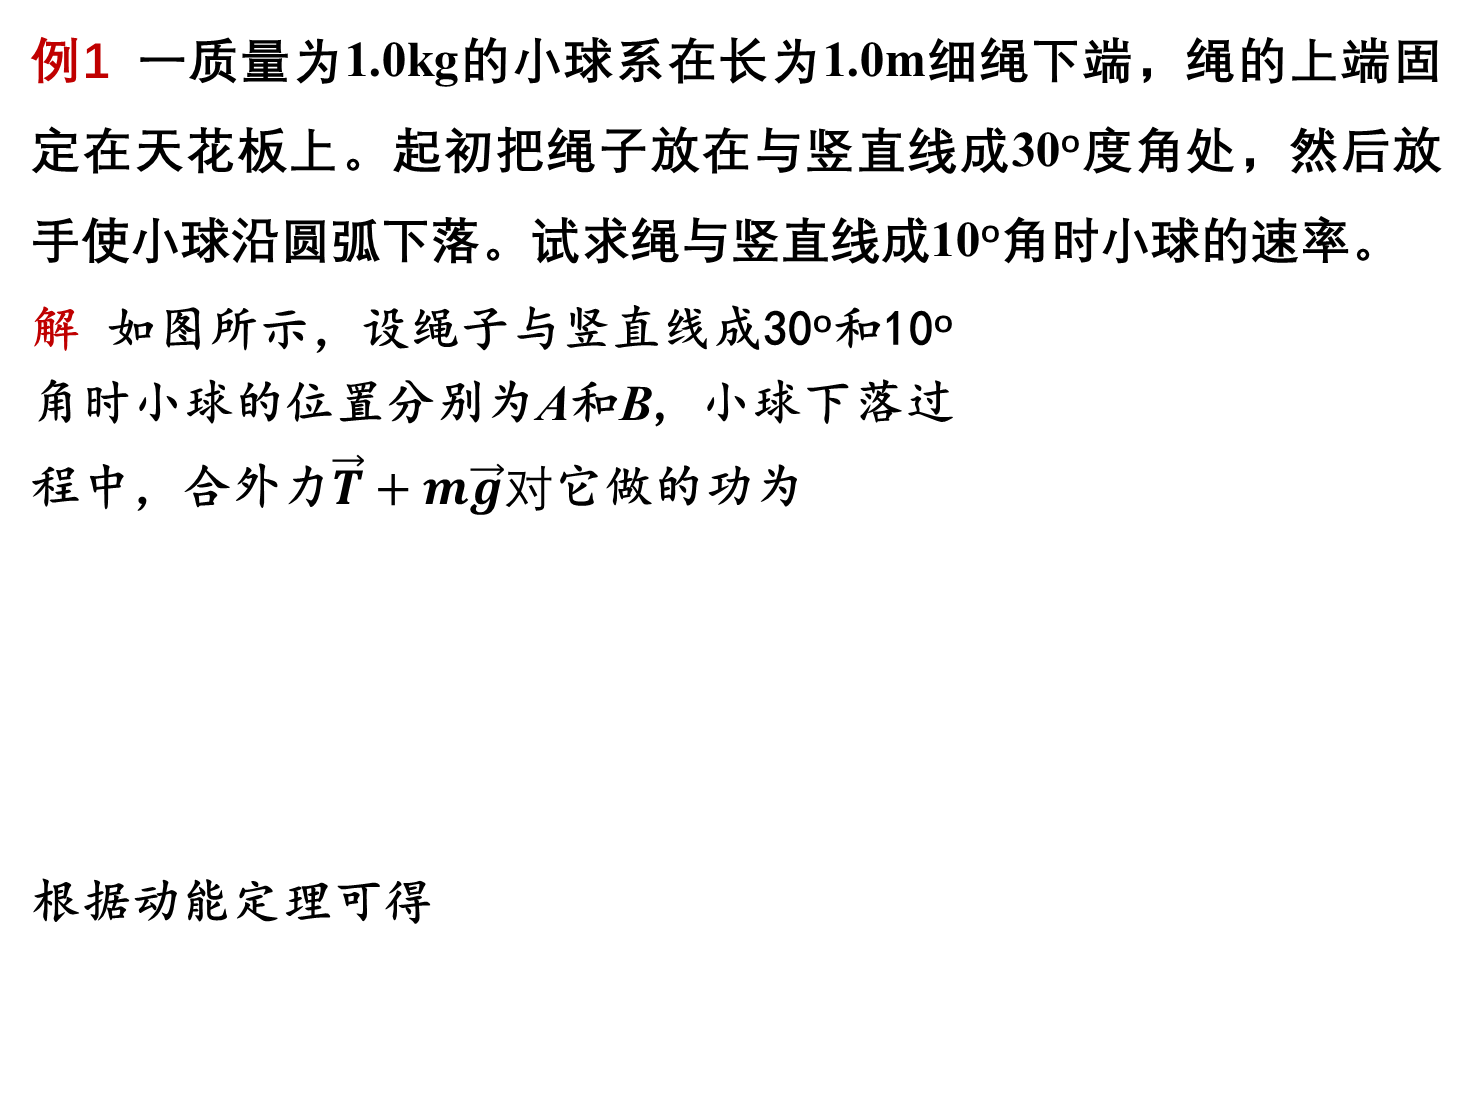 例1 一质量为1.0kg的小球系在长为1.0m细绳下端，绳的上端固
定在天花板上。起初把绳子放在与竖直线成30º度角处，然后放
手使小球沿圆弧下落。试求绳与竖直线成10º角时小球的速率。
解 如图所示，设绳子与竖直线成30º和10º
角时小球的位置分别为A和B，小球下落过
程中，合外力$\vec{T}+m\vec{g}$对它做的功为
根据动能定理可得